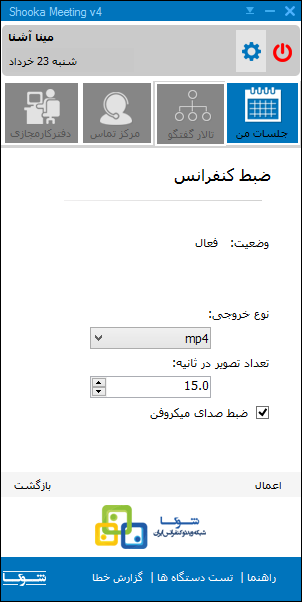 Shooka Meeting v4
مینا آشنا
شنبه 23 خرداد
جلسات من
تالار گفتگو
مرکز تماس
دفترکارمجازی
ضبط کنفرانس
وضعیت: فعال
نوع خروجی:
mp4
تعداد تصویر در ثانیه:
15.0
ضبط صدای میکروفن
اعمال بازگشت
شوکا
شبکه ویدئو کنفرانس ایران
راهنما | تست دستگاه ها | گزارش خطا شوکا